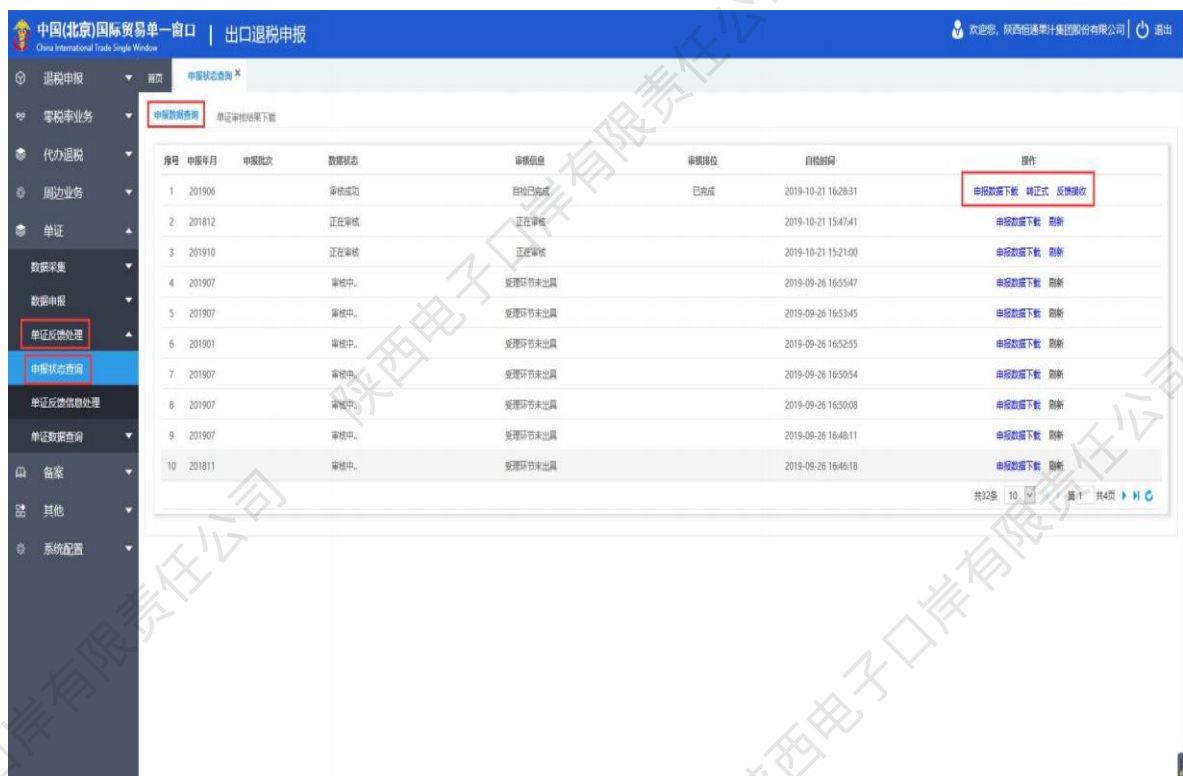 中国(北京)国际贸易单一窗口 | 出口退税申报
China International Trade Single Window
欢迎您, 陕西恒通果汁集团股份有限公司 | 退出
退税申报
零税率业务
代办退税
周边业务
单证
数据采集
数据申报
单证反馈处理
申报状态查询
单证反馈信息处理
单证数据查询
备案
其他
系统配置
首页 申报状态查询 ×
申报数据查询 单证审核结果下载
序号 申报年月 申报批次 数据状态 审核信息 审核排位 自检时间 操作
1 201906 审核成功 自检已完成 已完成 2019-10-21 16:28:31 申报数据下载 转正式 反馈接收
2 201812 正在审核 正在审核 2019-10-21 15:47:41 申报数据下载 刷新
3 201910 正在审核 正在审核 2019-10-21 15:21:00 申报数据下载 刷新
4 201907 审核中.. 受理环节未出具 2019-09-26 16:55:47 申报数据下载 刷新
5 201907 审核中.. 受理环节未出具 2019-09-26 16:53:45 申报数据下载 刷新
6 201901 审核中.. 受理环节未出具 2019-09-26 16:52:55 申报数据下载 刷新
7 201907 审核中.. 受理环节未出具 2019-09-26 16:50:54 申报数据下载 刷新
8 201907 审核中.. 受理环节未出具 2019-09-26 16:50:08 申报数据下载 刷新
9 201907 审核中.. 受理环节未出具 2019-09-26 16:48:11 申报数据下载 刷新
10 201811 审核中.. 受理环节未出具 2019-09-26 16:46:18 申报数据下载 刷新
共32条 10 第 1 共4页
陕西电子口岸有限责任公司